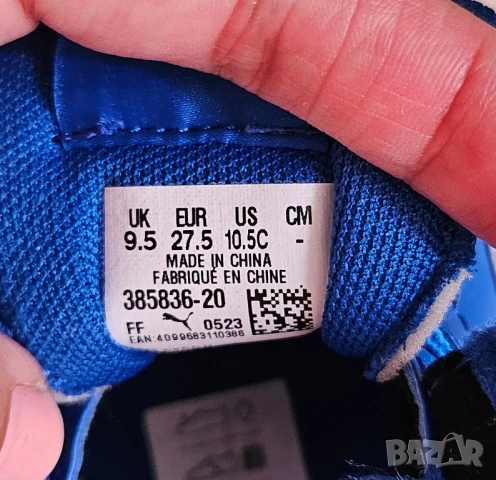 UK EUR US CM
9.5 27.5 10.5C -
MADE IN CHINA
FABRIQUÉ EN CHINE
385836-20
FF 0523
EAN:4099683110386
BAZAR